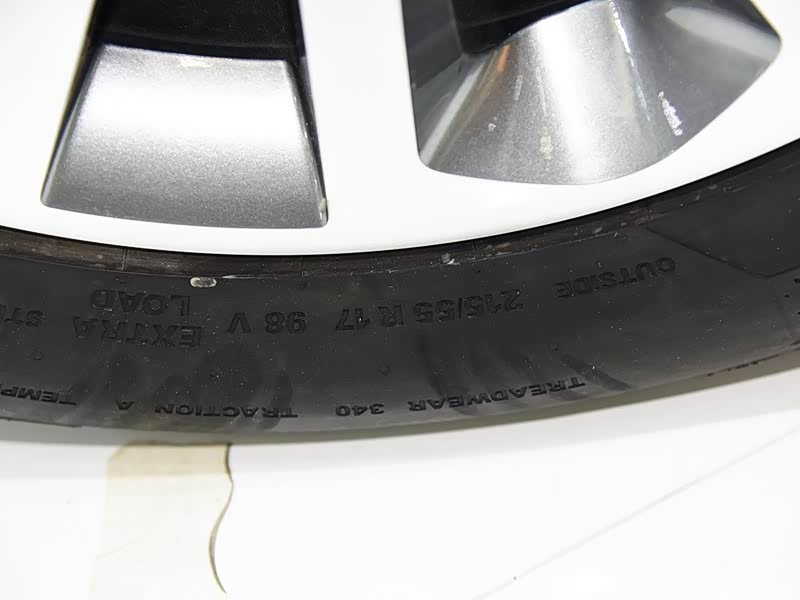 OUTSIDE 215/55 R 17 98 V EXTRA LOAD
TREADWEAR 340 TRACTION A